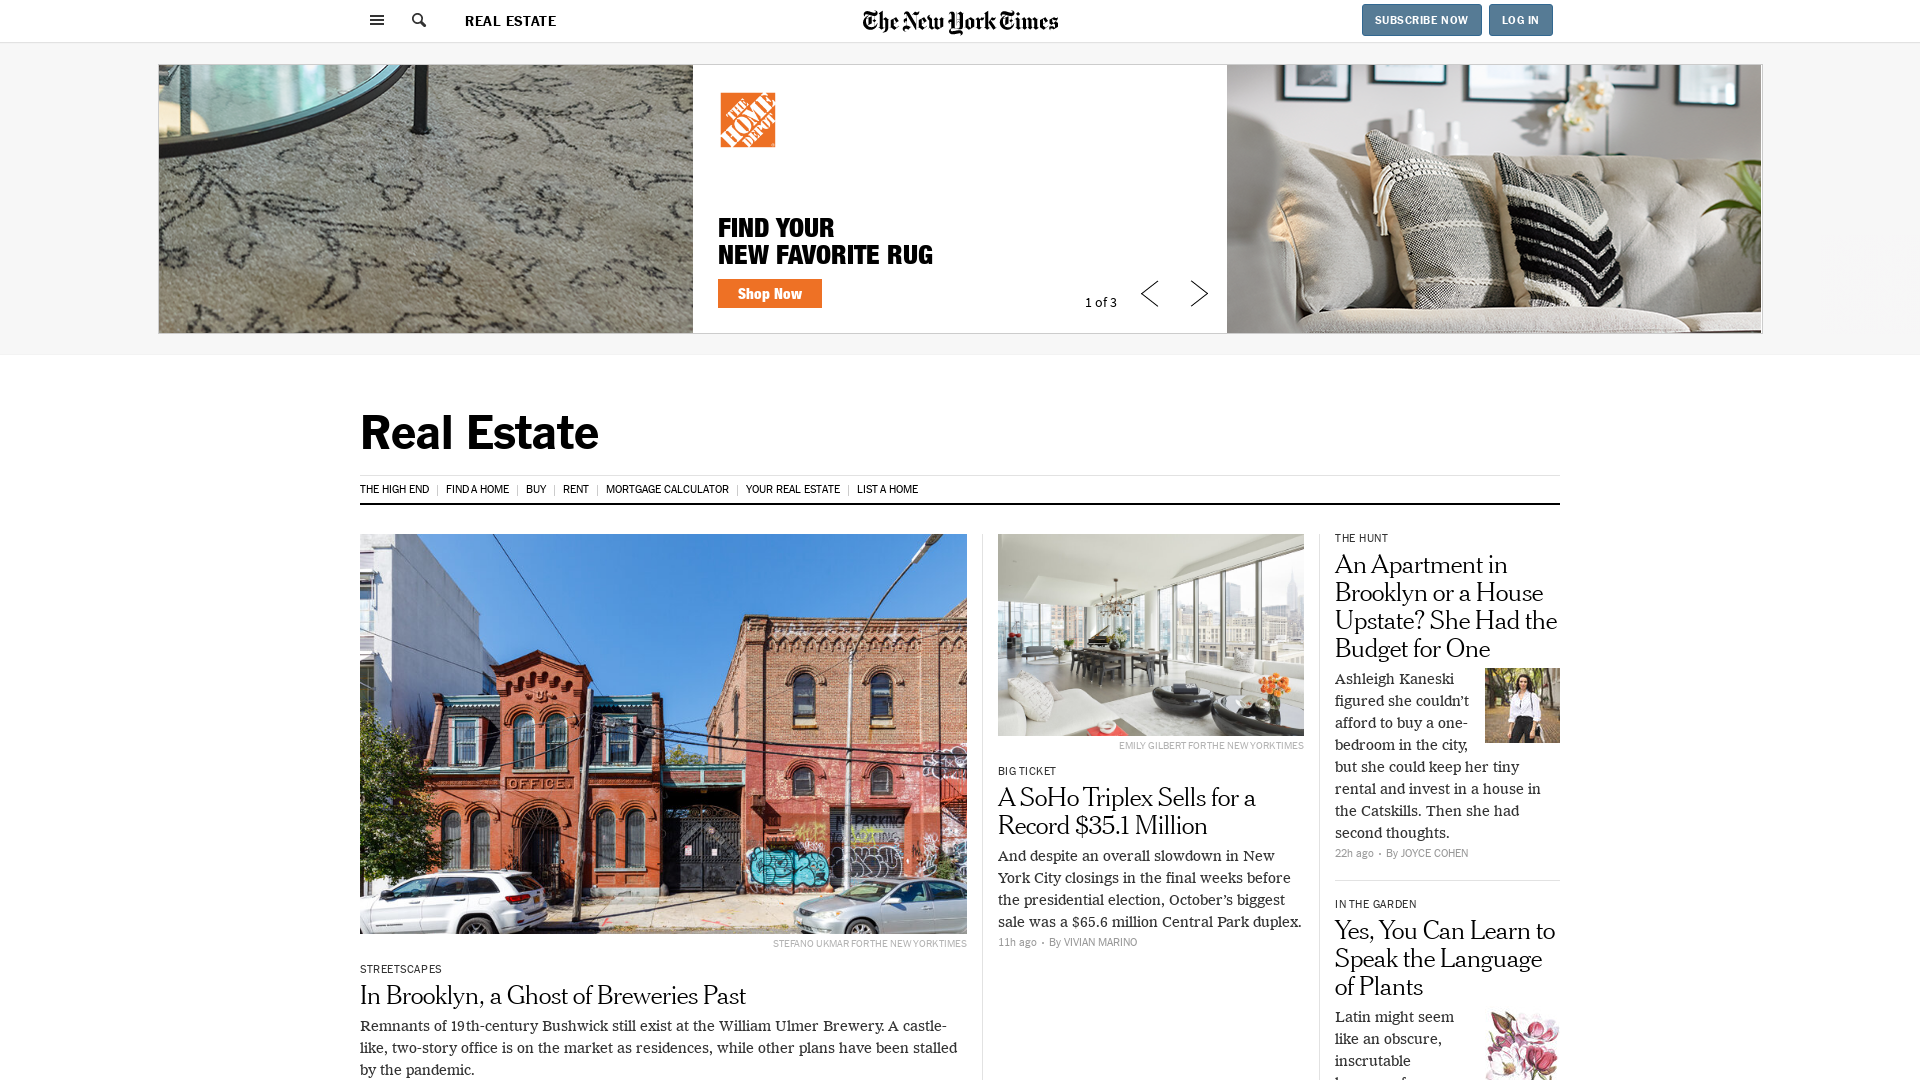 REAL ESTATE
The New York Times
SUBSCRIBE NOW
LOG IN
THE HOME DEPOT
FIND YOUR
NEW FAVORITE RUG
Shop Now
1 of 3
Real Estate
THE HIGH END
FIND A HOME
BUY
RENT
MORTGAGE CALCULATOR
YOUR REAL ESTATE
LIST A HOME
U
OFFICE.
NO PARKING
STEFANO UKMAR FOR THE NEW YORK TIMES
STREETSCAPES
In Brooklyn, a Ghost of Breweries Past
Remnants of 19th-century Bushwick still exist at the William Ulmer Brewery. A castle-
like, two-story office is on the market as residences, while other plans have been stalled
by the pandemic.
EMILY GILBERT FOR THE NEW YORK TIMES
BIG TICKET
A SoHo Triplex Sells for a
Record $35.1 Million
And despite an overall slowdown in New
York City closings in the final weeks before
the presidential election, October’s biggest
sale was a $65.6 million Central Park duplex.
11h ago • By VIVIAN MARINO
THE HUNT
An Apartment in
Brooklyn or a House
Upstate? She Had the
Budget for One
Ashleigh Kaneski
figured she couldn’t
afford to buy a one-
bedroom in the city,
but she could keep her tiny
rental and invest in a house in
the Catskills. Then she had
second thoughts.
22h ago • By JOYCE COHEN
IN THE GARDEN
Yes, You Can Learn to
Speak the Language
of Plants
Latin might seem
like an obscure,
inscrutable